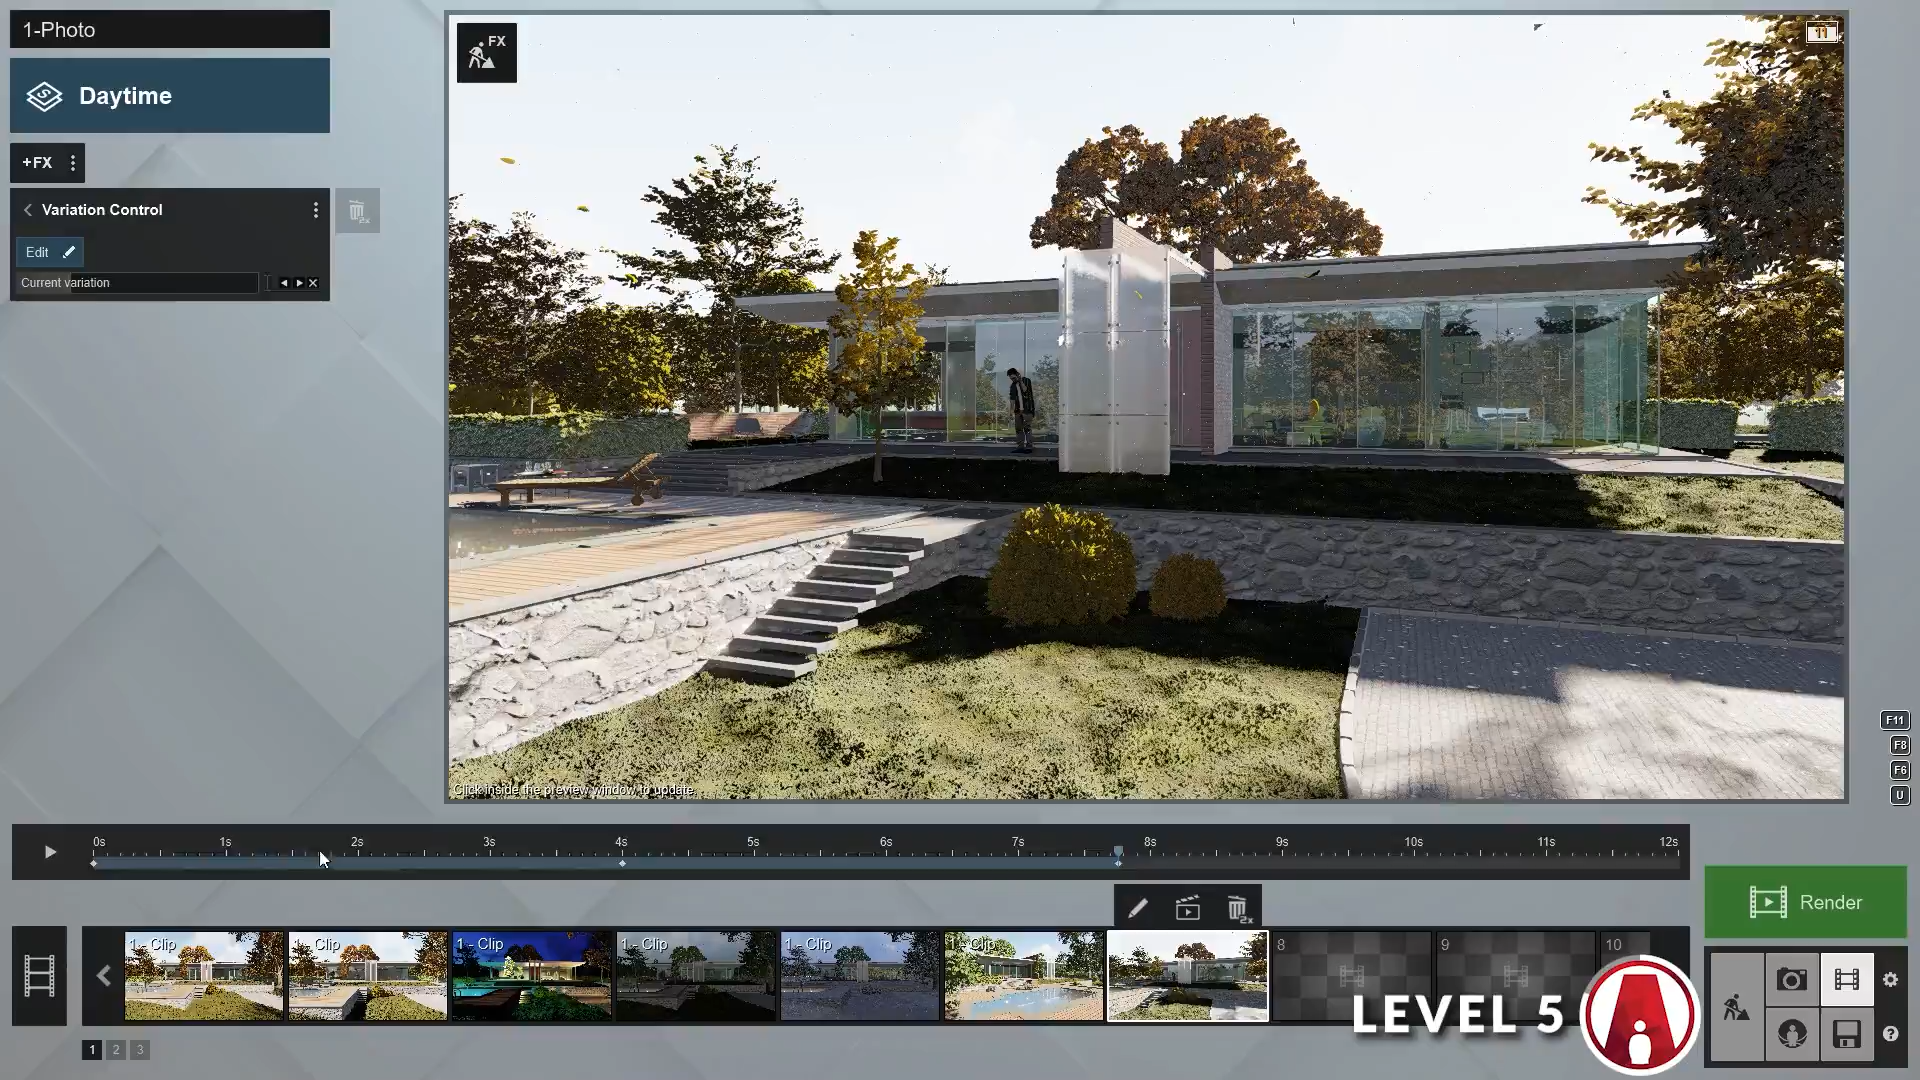 1-Photo
FX
11
Daytime
+FX
Variation Control
Edit
Current variation
Click inside the preview window to update.
F11
F8
F6
U
0s 1s 2s 3s 4s 5s 6s 7s 8s 9s 10s 11s 12s
2x
Render
1 - Clip 1 - Clip 1 - Clip 1 - Clip 1 - Clip 1 - Clip 8 9 10
LEVEL 5
1 2 3
?